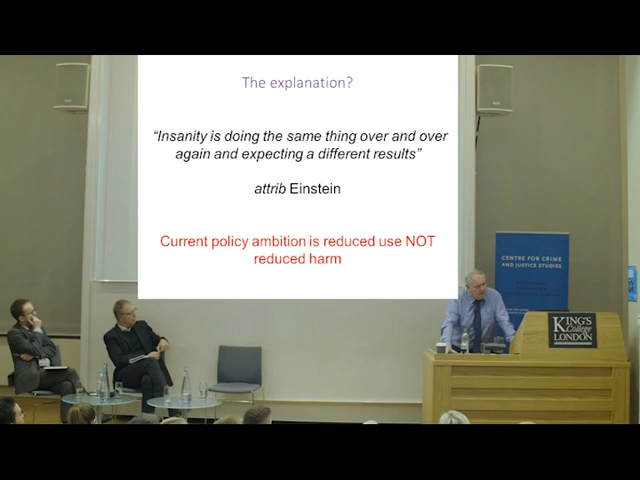 The explanation?
“Insanity is doing the same thing over and over
again and expecting a different results”
attrib Einstein
Current policy ambition is reduced use NOT
reduced harm
CENTRE FOR CRIME
AND JUSTICE STUDIES
KING'S
College
LONDON